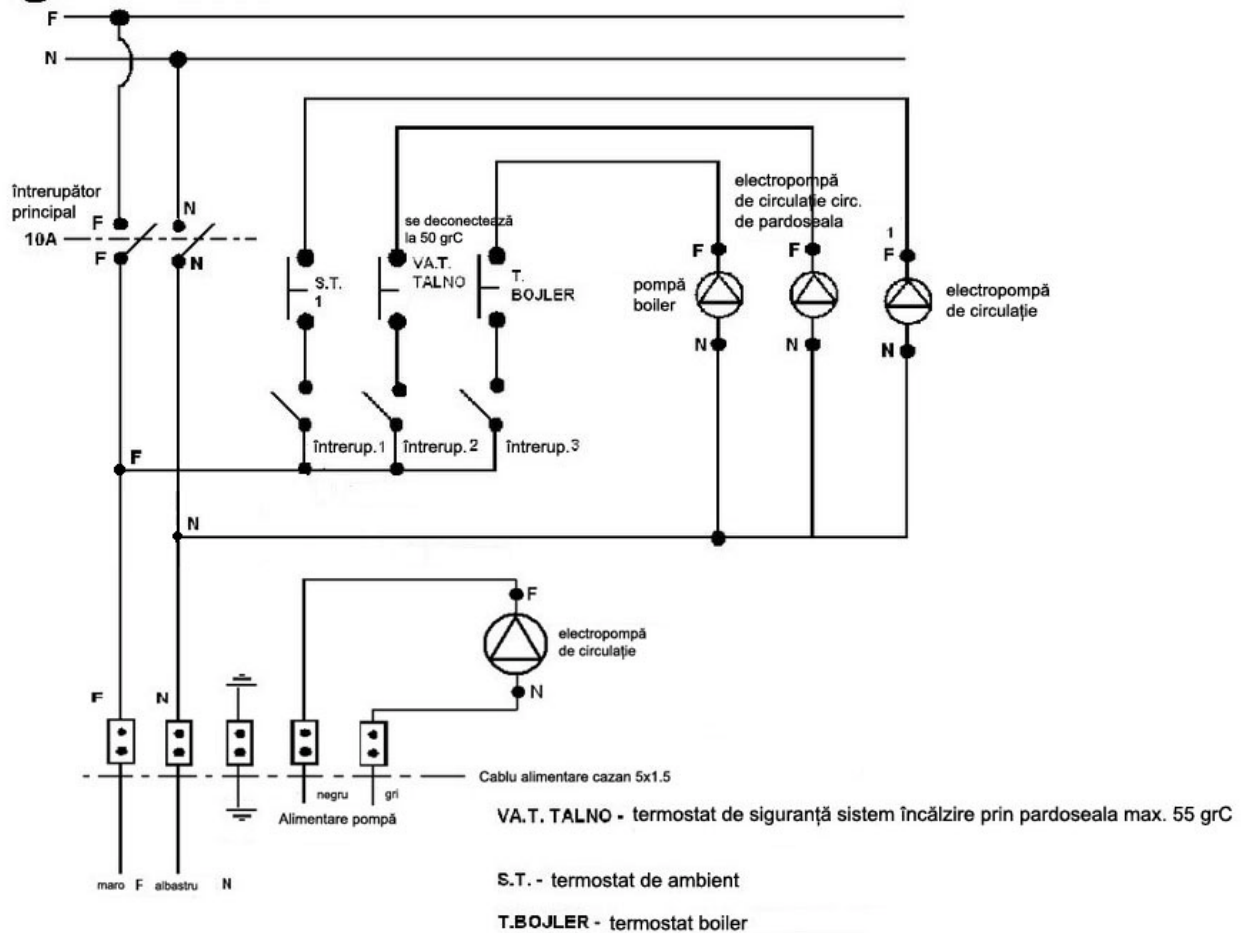 F
N
întrerupător
principal
10A
F
N
F
N
se deconectează
la 50 grC
S.T.
1
VA.T.
TALNO
T.
BOJLER
electropompă
de circulatie circ.
de pardoseala
pompă
boiler
F
N
F
N
1
F
N
electropompă
de circulație
întrerup.1
întrerup.2
întrerup.3
F
N
F
electropompă
de circulație
N
F
N
Cablu alimentare cazan 5x1.5
negru
gri
Alimentare pompă
maro F albastru N
VA.T. TALNO - termostat de siguranță sistem încălzire prin pardoseala max. 55 grC
S.T. - termostat de ambient
T.BOJLER - termostat boiler